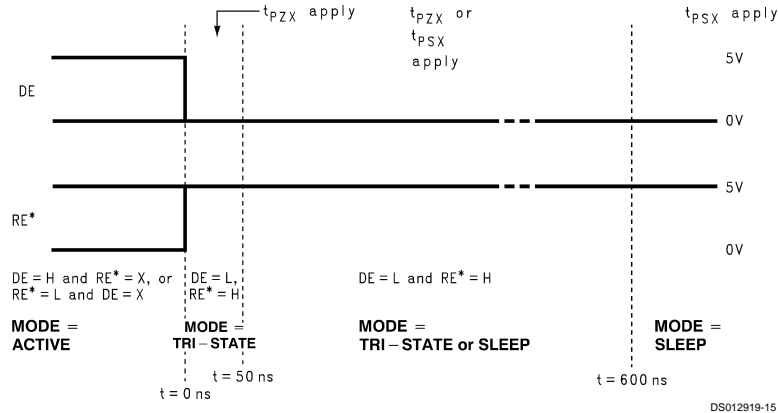 tPZX apply
tPZX or
tPSX
apply
tPSX apply
DE
5V
0V
RE*
5V
0V
DE = H and RE* = X, or
RE* = L and DE = X
DE = L,
RE* = H
DE = L and RE* = H
MODE =
ACTIVE
MODE =
TRI–STATE
MODE =
TRI–STATE or SLEEP
MODE =
SLEEP
t = 0 ns
t = 50 ns
t = 600 ns
DS012919-15